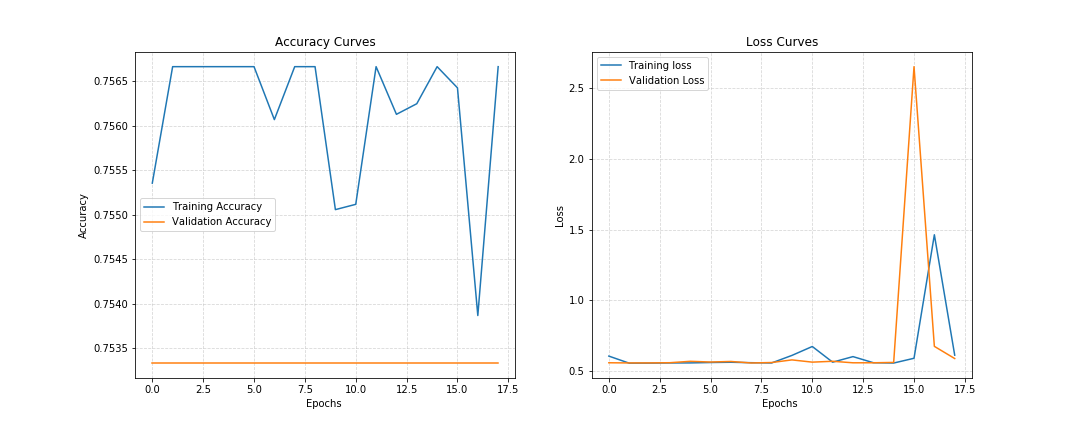 Accuracy Curves
Accuracy
0.7565
0.7560
0.7555
0.7550
0.7545
0.7540
0.7535
Training Accuracy
Validation Accuracy
0.0 2.5 5.0 7.5 10.0 12.5 15.0 17.5
Epochs
Loss Curves
Loss
2.5
2.0
1.5
1.0
0.5
Training loss
Validation Loss
0.0 2.5 5.0 7.5 10.0 12.5 15.0 17.5
Epochs